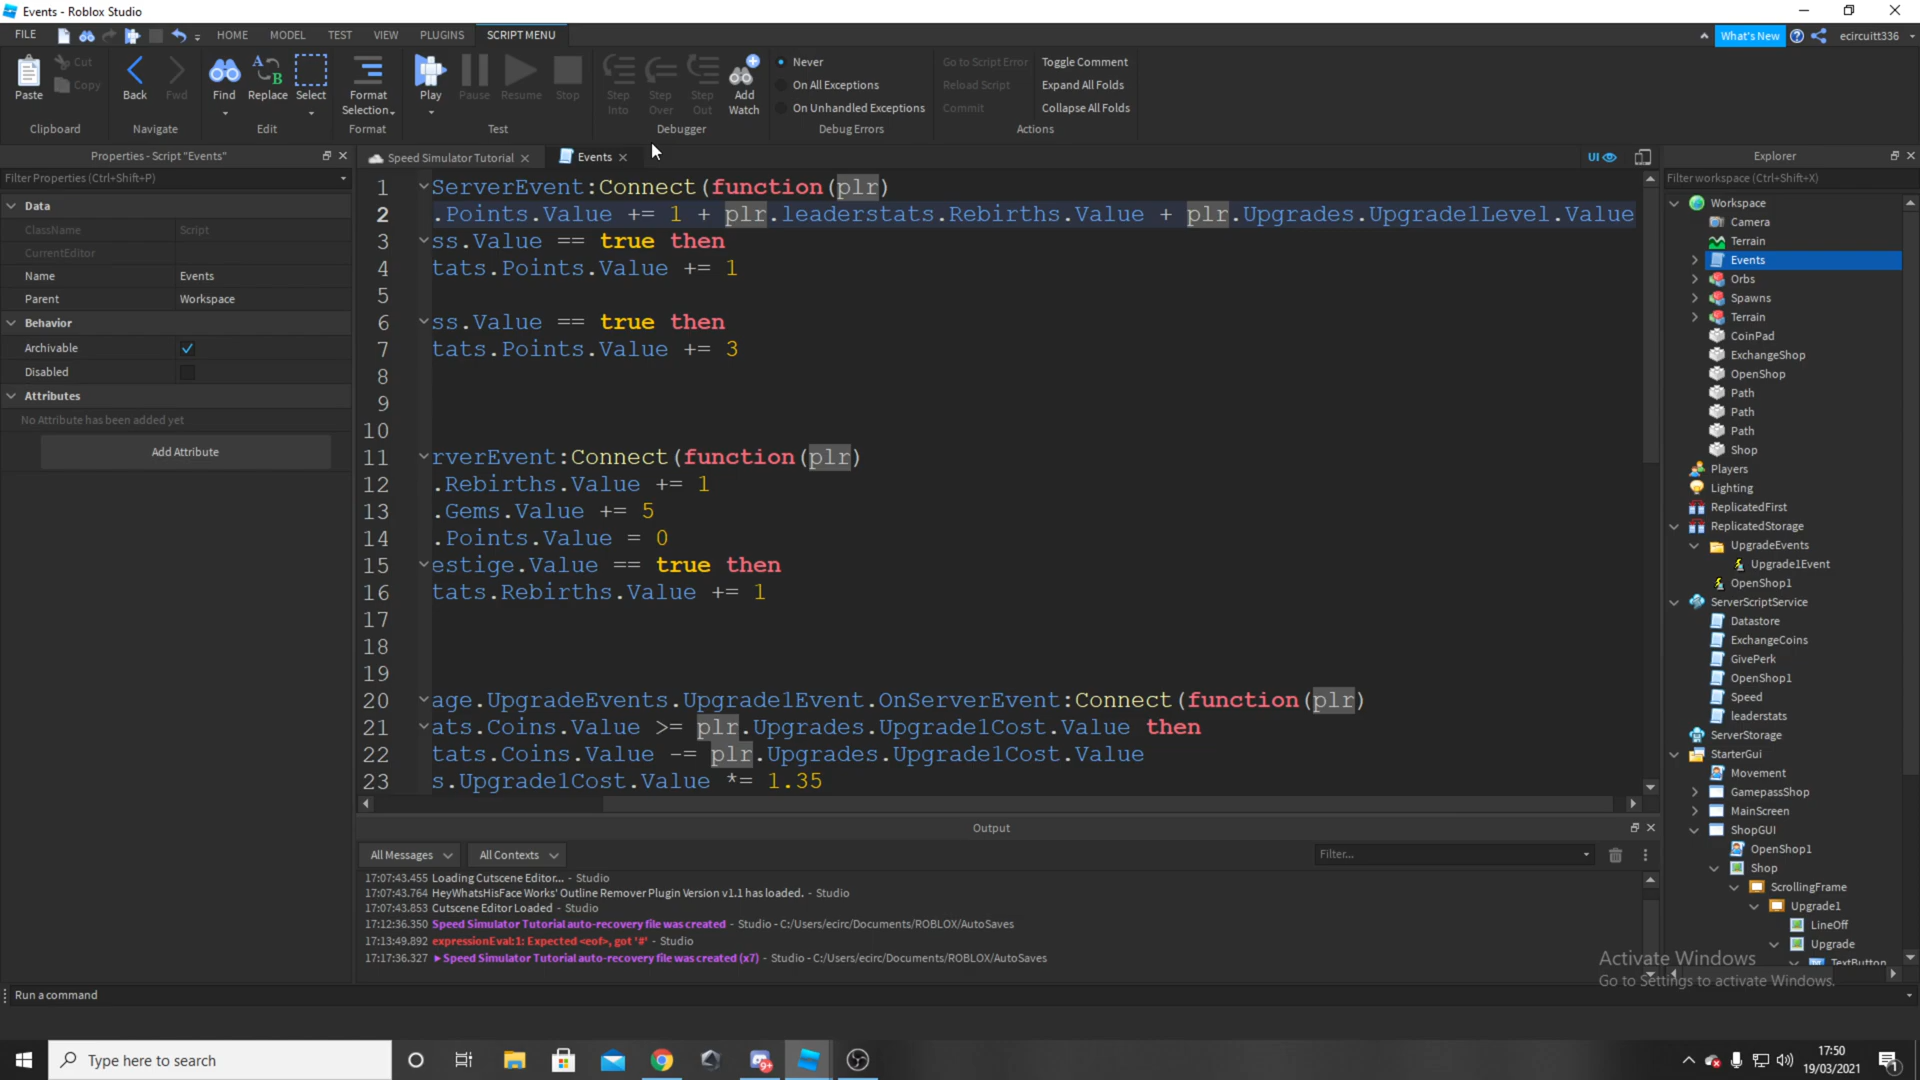 Events - Roblox Studio
FILE
HOME
MODEL
TEST
VIEW
PLUGINS
SCRIPT MENU
What's New
ecircuitt336
Paste
Cut
Copy
Clipboard
Back
Fwd
Navigate
Find
Replace
Select
Edit
Format
Selection
Format
Play
Pause
Resume
Stop
Test
Step
Into
Step
Over
Step
Out
Add
Watch
Debugger
Never
On All Exceptions
On Unhandled Exceptions
Debug Errors
Go to Script Error
Reload Script
Commit
Toggle Comment
Expand All Folds
Collapse All Folds
Actions
Properties - Script "Events"
Filter Properties (Ctrl+Shift+P)
Data
ClassName Script
CurrentEditor
Name Events
Parent Workspace
Behavior
Archivable
Disabled
Attributes
No Attribute has been added yet
Add Attribute
Speed Simulator Tutorial
Events
UI
1 ServerEvent:Connect(function(plr)
2 .Points.Value += 1 + plr.leaderstats.Rebirths.Value + plr.Upgrades.Upgrade1Level.Value
3 ss.Value == true then
4 tats.Points.Value += 1
5
6 ss.Value == true then
7 tats.Points.Value += 3
8
9
10
11 rverEvent:Connect(function(plr)
12 .Rebirths.Value += 1
13 .Gems.Value += 5
14 .Points.Value = 0
15 estige.Value == true then
16 tats.Rebirths.Value += 1
17
18
19
20 age.UpgradeEvents.Upgrade1Event.OnServerEvent:Connect(function(plr)
21 ats.Coins.Value >= plr.Upgrades.Upgrade1Cost.Value then
22 tats.Coins.Value -= plr.Upgrades.Upgrade1Cost.Value
23 s.Upgrade1Cost.Value *= 1.35
Output
All Messages
All Contexts
Filter...
17:07:43.455 Loading Cutscene Editor... - Studio
17:07:43.764 HeyWhatsHisFace Works' Outline Remover Plugin Version v1.1 has loaded. - Studio
17:07:43.853 Cutscene Editor Loaded - Studio
17:12:36.350 Speed Simulator Tutorial auto-recovery file was created - Studio - C:/Users/ecirc/Documents/ROBLOX/AutoSaves
17:13:49.892 expressionEval:1: Expected <eof>, got '#' - Studio
17:17:36.327 Speed Simulator Tutorial auto-recovery file was created (x7) - Studio - C:/Users/ecirc/Documents/ROBLOX/AutoSaves
Explorer
Filter workspace (Ctrl+Shift+X)
Workspace
Camera
Terrain
Events
Orbs
Spawns
Terrain
CoinPad
ExchangeShop
OpenShop
Path
Path
Path
Shop
Players
Lighting
ReplicatedFirst
ReplicatedStorage
UpgradeEvents
Upgrade1Event
OpenShop1
ServerScriptService
Datastore
ExchangeCoins
GivePerk
OpenShop1
Speed
leaderstats
ServerStorage
StarterGui
Movement
GamepassShop
MainScreen
ShopGUI
OpenShop1
Shop
ScrollingFrame
Upgrade1
LineOff
Upgrade
TextButton
Activate Windows
Go to Settings to activate Windows.
Run a command
Type here to search
17:50
19/03/2021